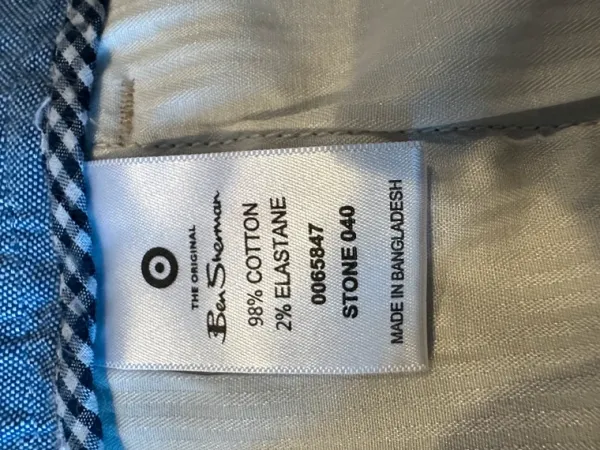 THE ORIGINAL
Ben Sherman
98% COTTON
2% ELASTANE
0065847
STONE 040
MADE IN BANGLADESH